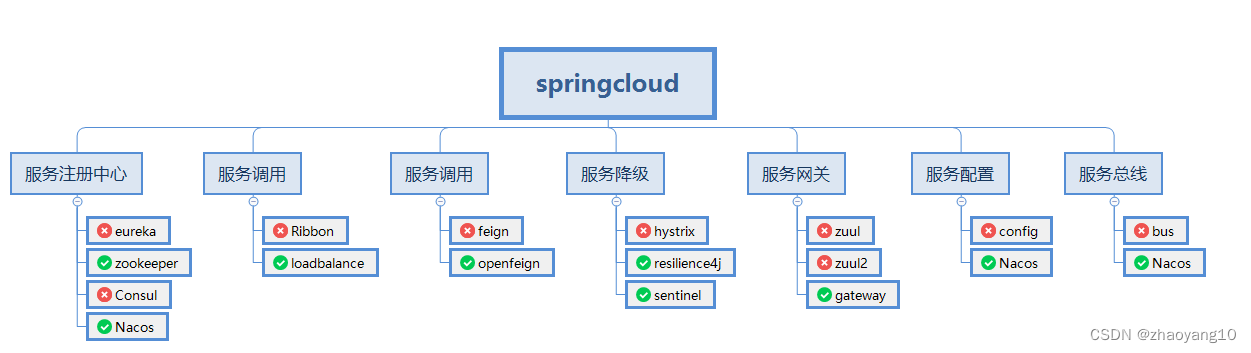 springcloud
服务注册中心
服务调用
服务调用
服务降级
服务网关
服务配置
服务总线
eureka
zookeeper
Consul
Nacos
Ribbon
loadbalance
feign
openfeign
hystrix
resilience4j
sentinel
zuul
zuul2
gateway
config
Nacos
bus
Nacos
CSDN @zhaoyang10